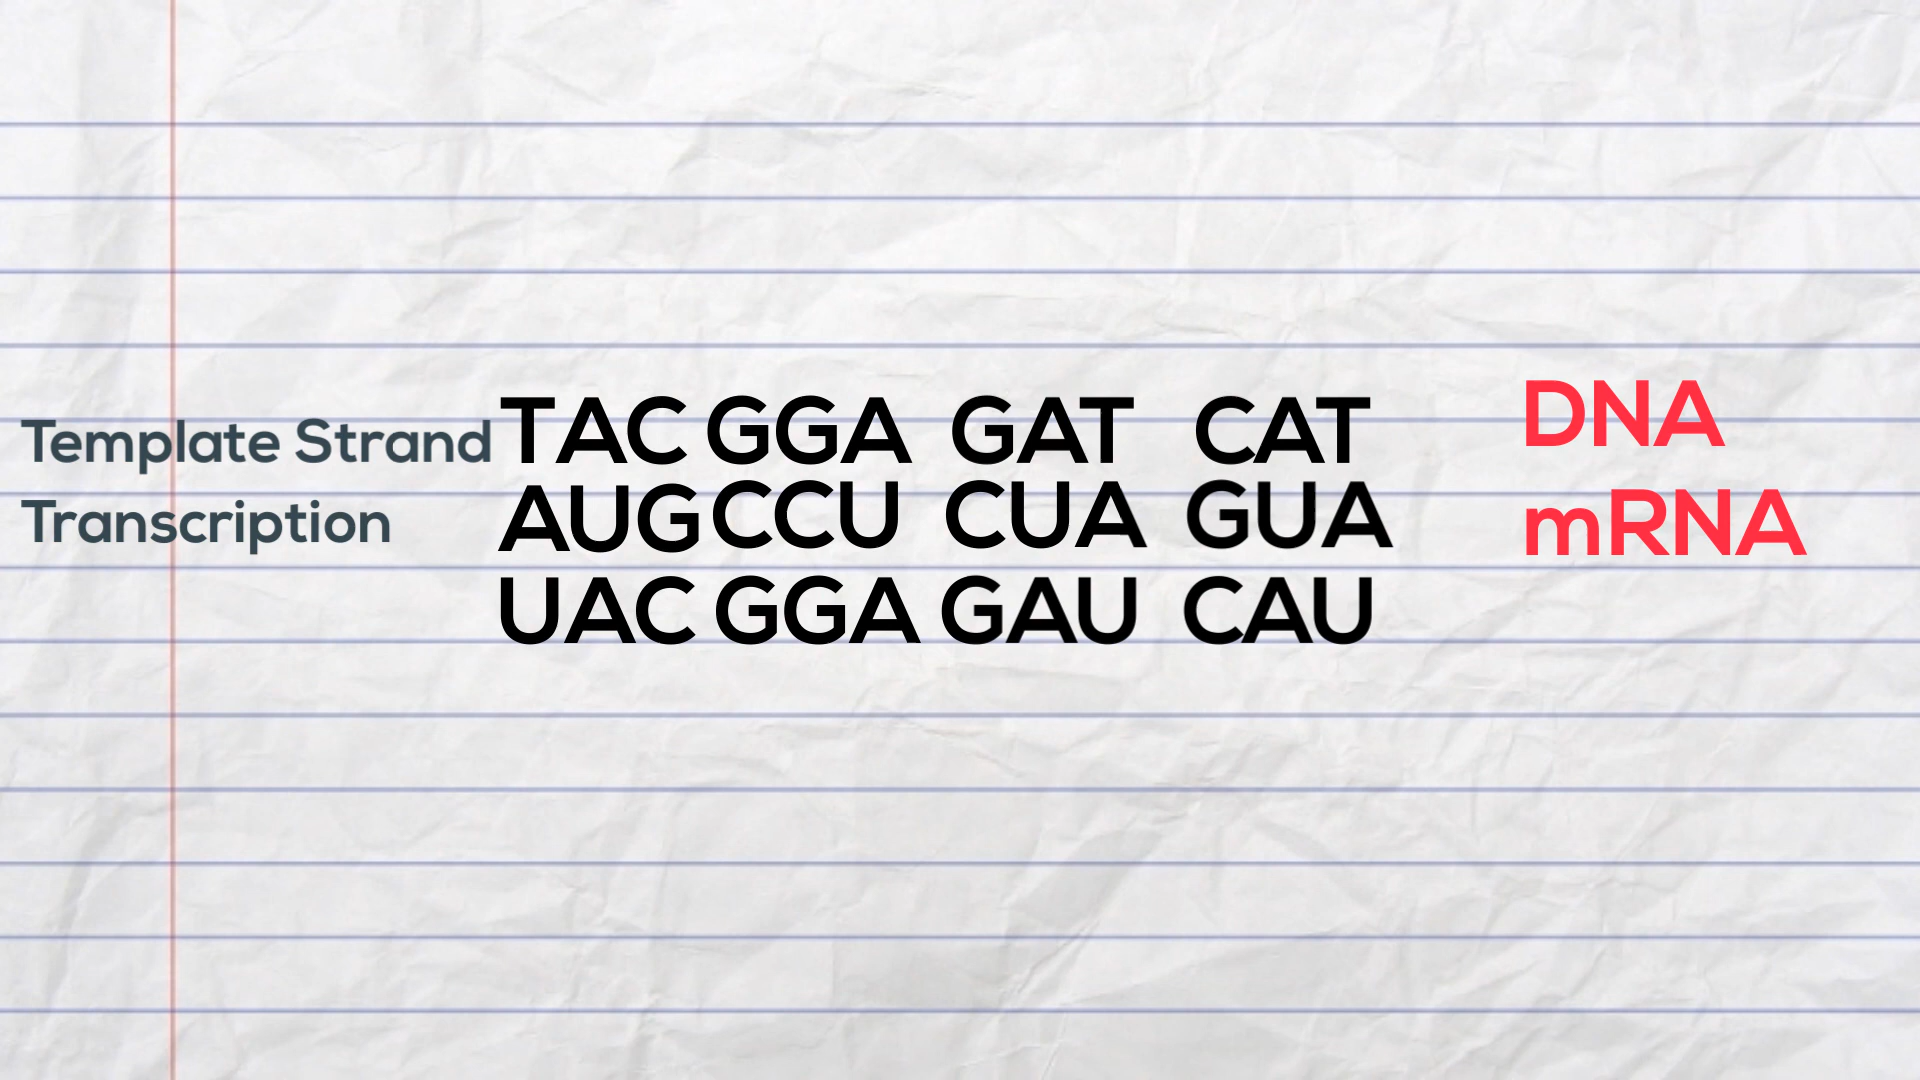 Template Strand TAC GGA GAT CAT DNA
Transcription AUG CCU CUA GUA mRNA
UAC GGA GAU CAU